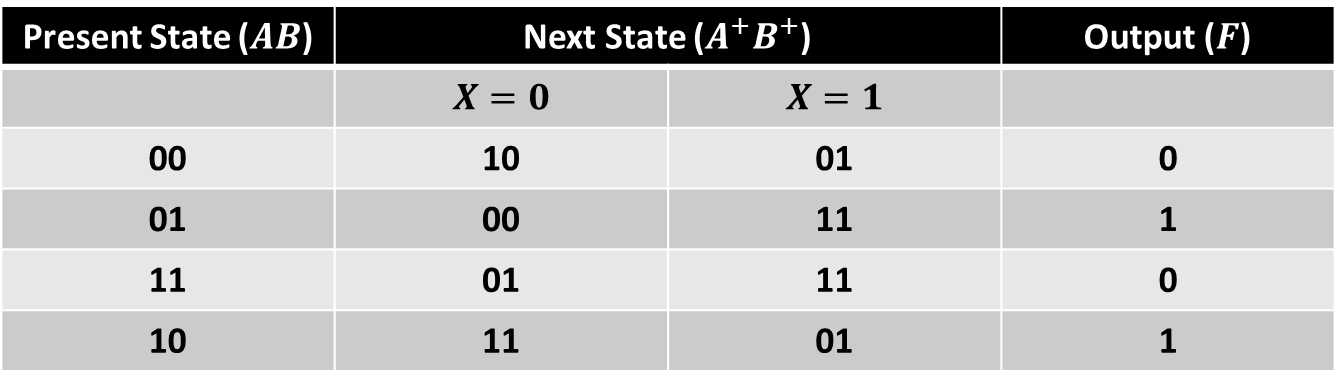 Present State (AB) Next State (A⁺B⁺) Output (F)
X = 0 X = 1
00 10 01 0
01 00 11 1
11 01 11 0
10 11 01 1